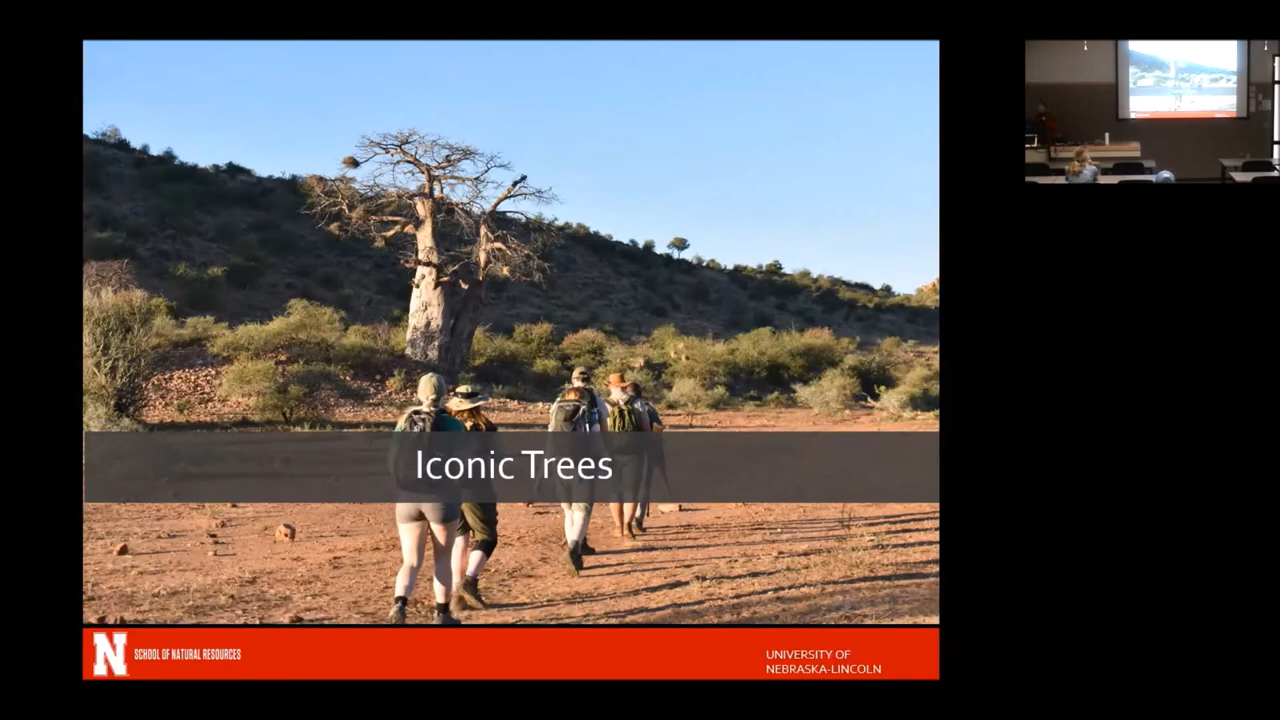 Iconic Trees
N
SCHOOL OF NATURAL RESOURCES
UNIVERSITY OF
NEBRASKA-LINCOLN